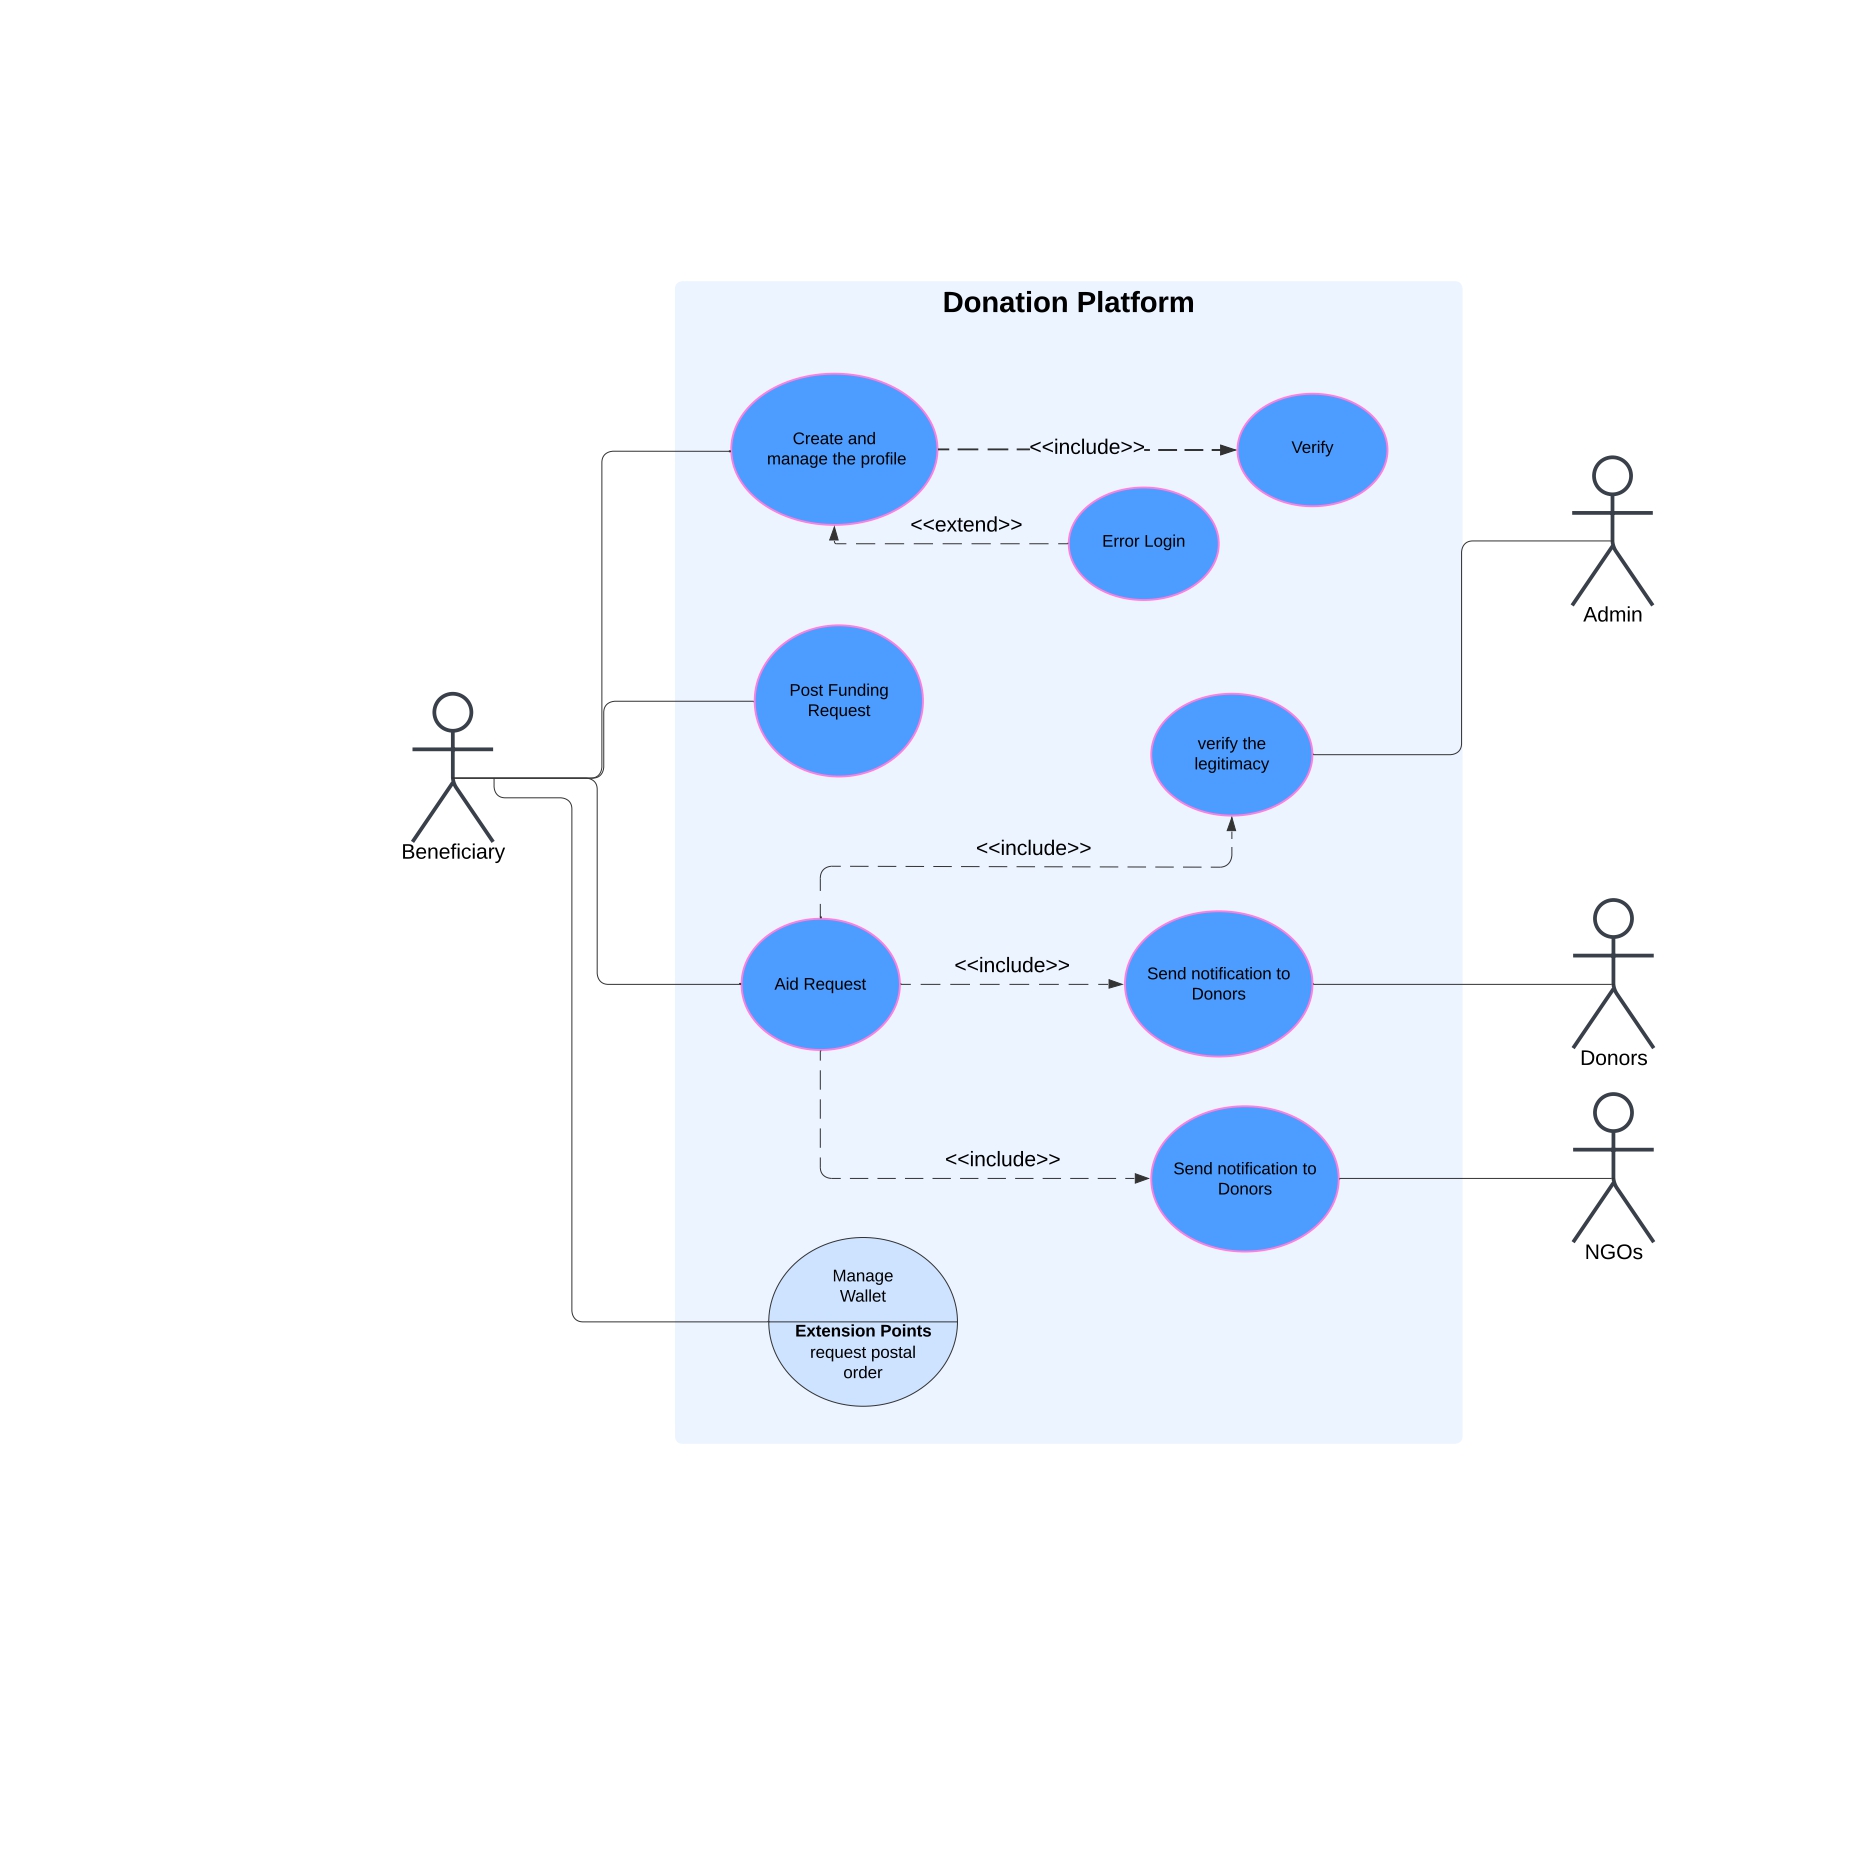 Donation Platform
Create and
manage the profile
<<include>>
Verify
<<extend>>
Error Login
Admin
Post Funding
Request
verify the
legitimacy
Beneficiary
<<include>>
Aid Request
<<include>>
Send notification to
Donors
Donors
<<include>>
Send notification to
Donors
NGOs
Manage
Wallet
Extension Points
request postal
order